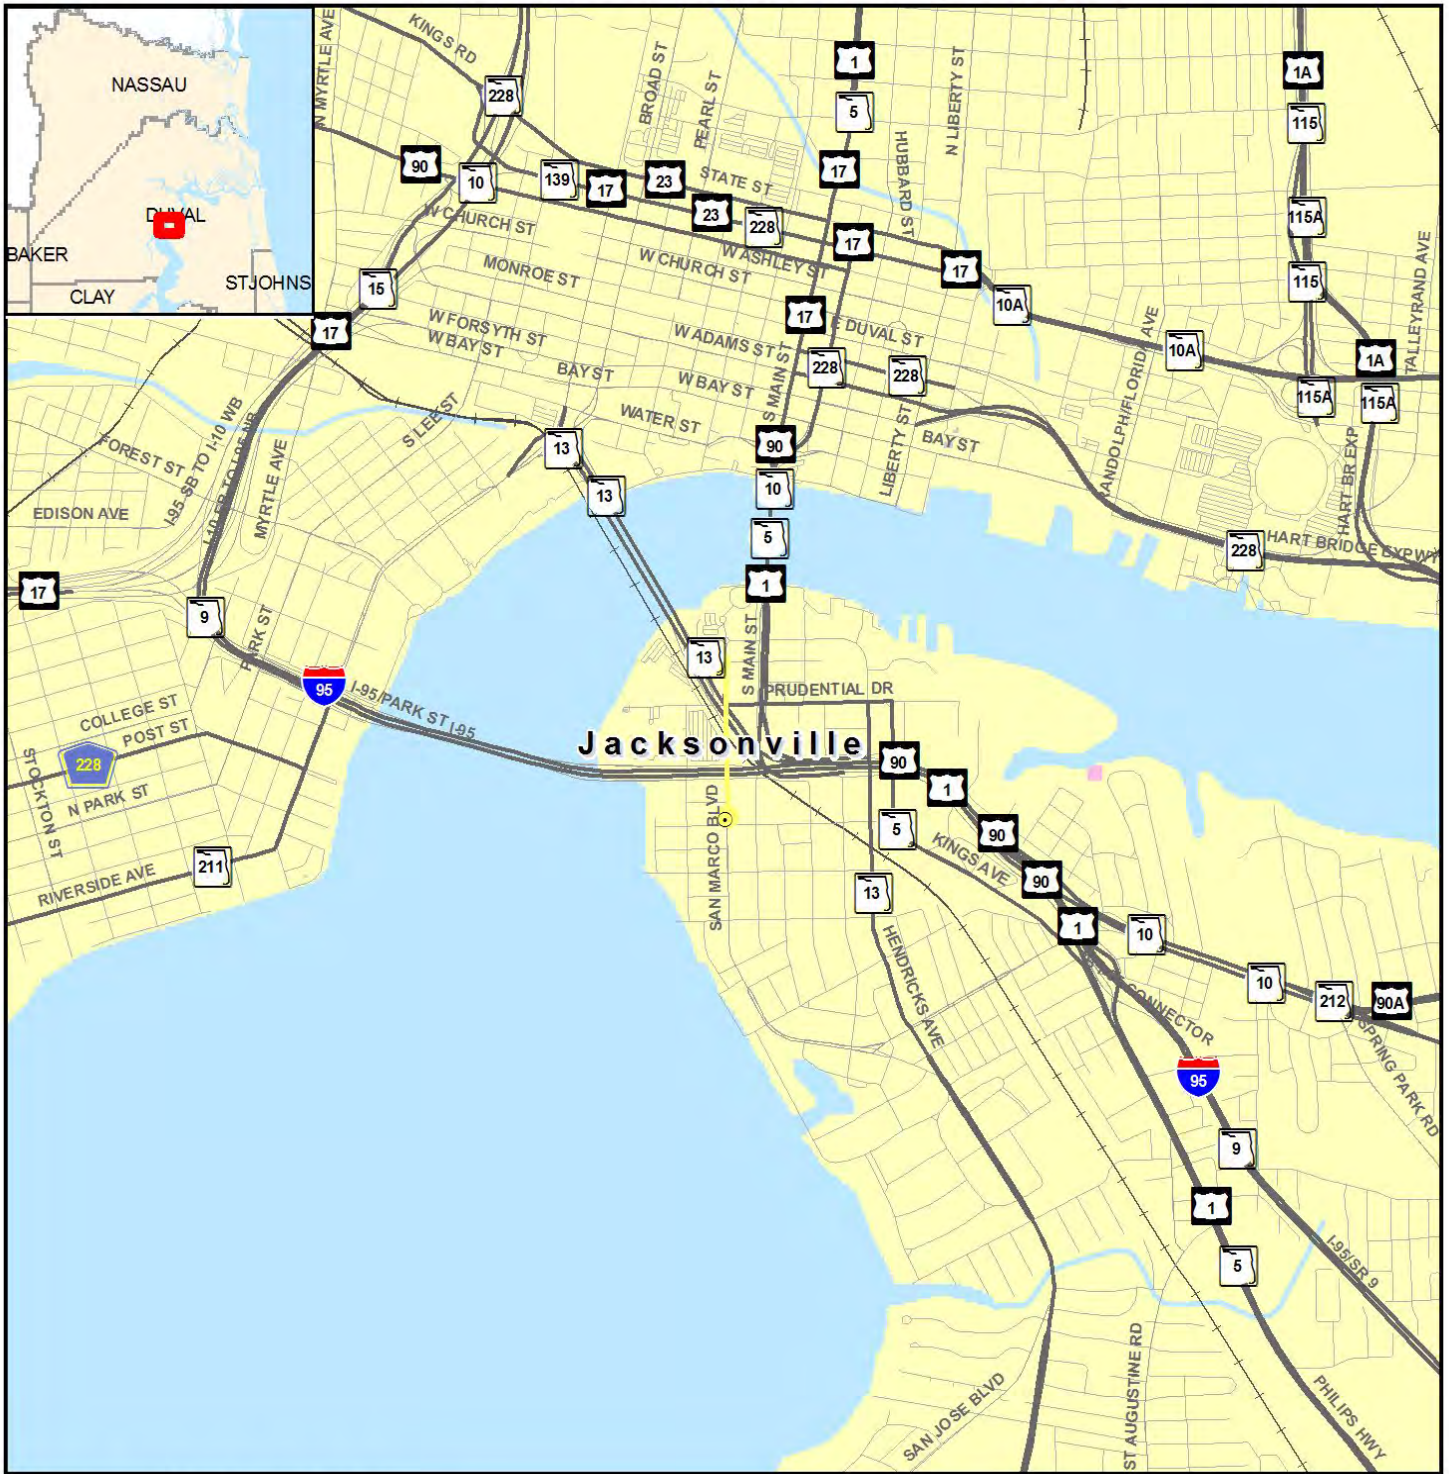 NASSAU
DUVAL
BAKER
CLAY
ST JOHNS
N MYRTLE AVE
KINGS RD
BROAD ST
PEARL ST
HUBBARD ST
N LIBERTY ST
1
1A
228
5
115
90
10
139
17
23
STATE ST
17
23
228
17
115A
W CHURCH ST
W ASHLEY ST
W CHURCH ST
MONROE ST
17
115
TALLEYRAND AVE
15
10A
17
W FORSYTH ST
W BAY ST
17
E DUVAL ST
W ADAMS ST
10A
1A
RANDOLPH/FLORIDA AVE
BAY ST
W BAY ST
S MAIN ST
228
228
115A
115A
S LEE ST
WATER ST
LIBERTY ST
BAY ST
FOREST ST
I-95 SB TO I-10 WB
I-10 EB TO I-95 NB
MYRTLE AVE
13
90
HART BR EXP
EDISON AVE
13
10
5
228
HART BRIDGE EXPWY
17
1
9
PARK ST
S MAIN ST
13
95
I-95/PARK ST
I-95
PRUDENTIAL DR
COLLEGE ST
POST ST
Jacksonville
228
90
STOCKTON ST
N PARK ST
1
SAN MARCO BLVD
5
90
KINGS AVE
RIVERSIDE AVE
211
90
13
1
10
HENDRICKS AVE
10
212
90A
CONNECTOR
SPRING PARK RD
95
9
1
5
I-95/SR 9
SAN JOSE BLVD
ST AUGUSTINE RD
PHILIPS HWY